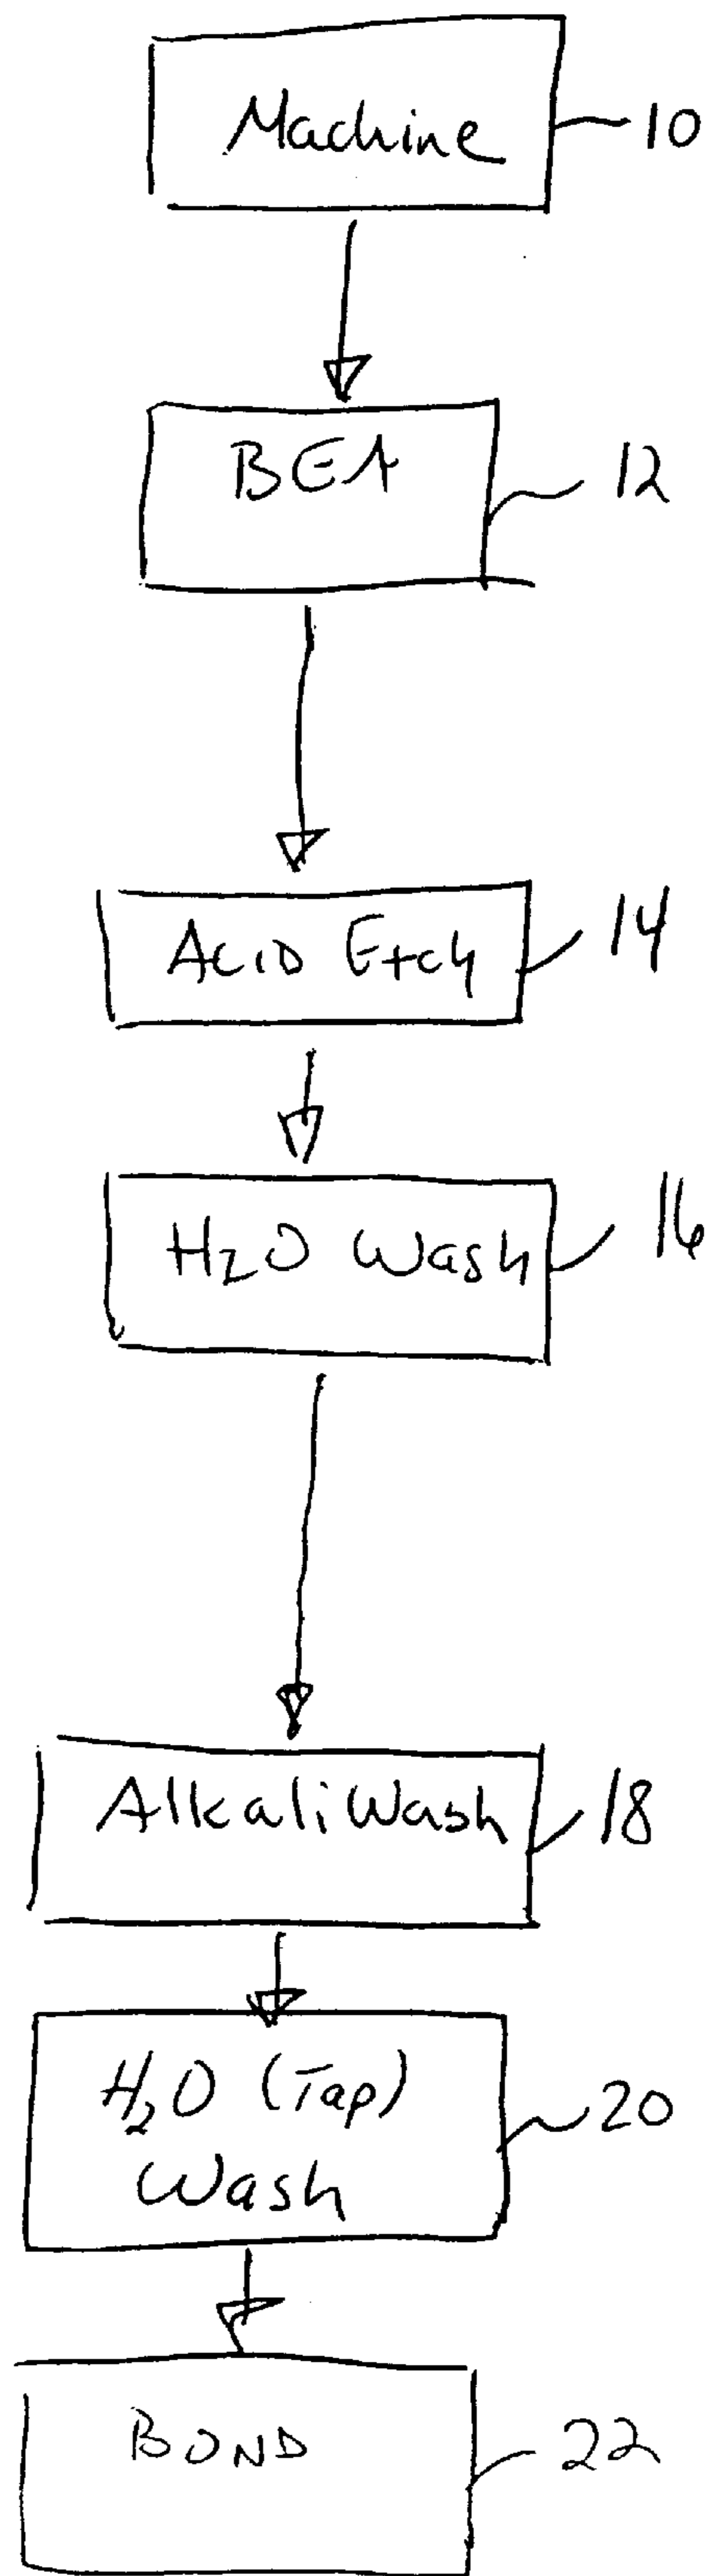 Machine 10
BEA 12
Acid Etch 14
H₂O Wash 16
Alkali Wash 18
H₂O (Tap) 20
Wash
BOND 22